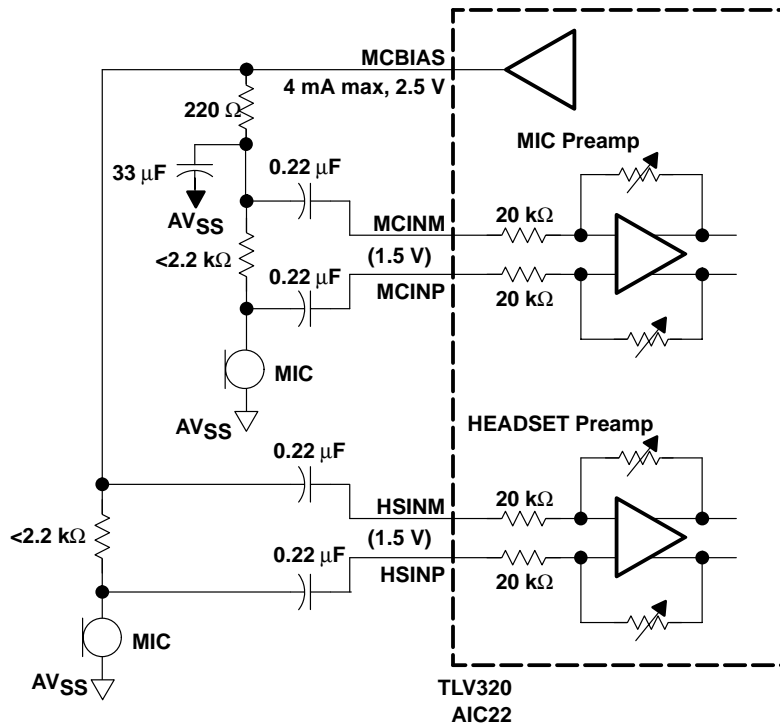 MCBIAS
4 mA max, 2.5 V
220 Ω
MIC Preamp
33 μF
0.22 μF
20 kΩ
AVSS
MCINM
<2.2 kΩ
(1.5 V)
0.22 μF
MCINP
20 kΩ
MIC
AVSS
HEADSET Preamp
0.22 μF
HSINM
20 kΩ
<2.2 kΩ
(1.5 V)
0.22 μF
HSINP
20 kΩ
MIC
AVSS
TLV320
AIC22